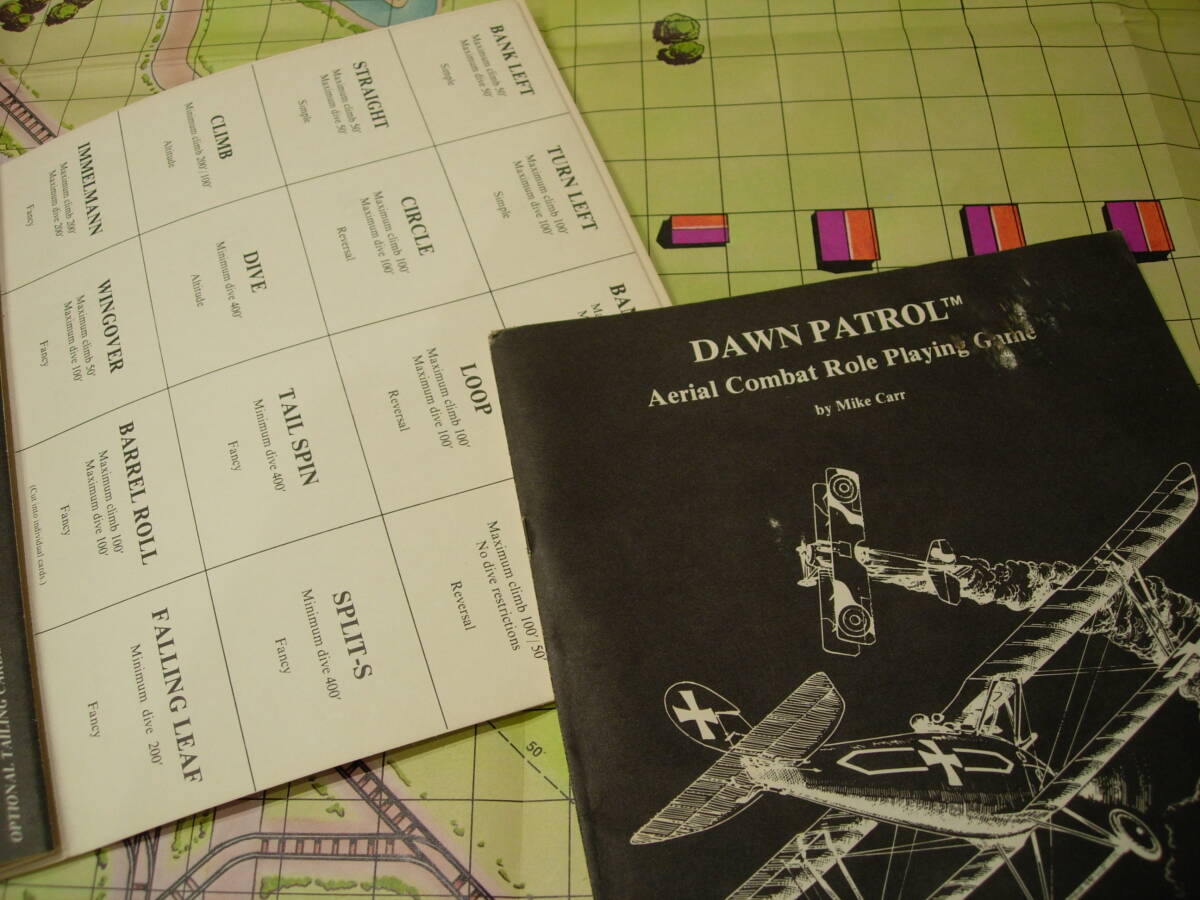 BANK LEFT
Maximum climb 50'
Maximum dive 50'
Simple
TURN LEFT
Maximum climb 100'
Maximum dive 100'
Simple
STRAIGHT
Maximum climb 50'
Maximum dive 50'
Simple
CIRCLE
Maximum climb 100'
Maximum dive 100'
Reversal
LOOP
Maximum climb 100'
Maximum dive 100'
Reversal
Maximum climb 100'/50'
No dive restrictions
Reversal
CLIMB
Minimum climb 200'/100'
Altitude
DIVE
Minimum dive 400'
Altitude
TAIL SPIN
Minimum dive 400'
Fancy
SPLIT-S
Minimum dive 400'
Fancy
IMMELMANN
Maximum climb 200'
Maximum dive 200'
Fancy
WINGOVER
Maximum climb 50'
Maximum dive 100'
Fancy
BARREL ROLL
Maximum climb 100'
Maximum dive 100'
Fancy
(Cut into individual cards.)
FALLING LEAF
Minimum dive 200'
Fancy
OPTIONAL TAILING
50'
DAWN PATROL™
Aerial Combat Role Playing Game
by Mike Carr